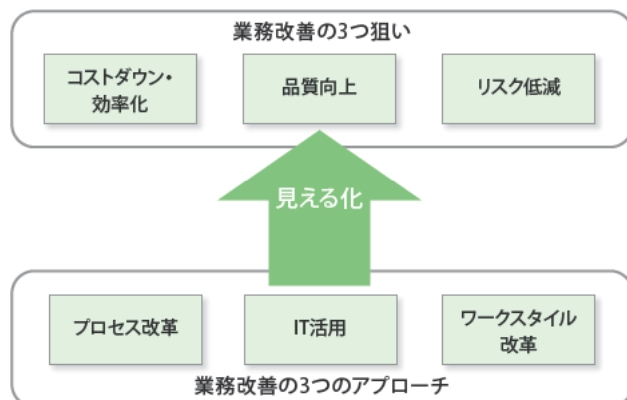 業務改善の3つ狙い
コストダウン・
効率化
品質向上
リスク低減
見える化
プロセス改革
IT活用
ワークスタイル
改革
業務改善の3つのアプローチ